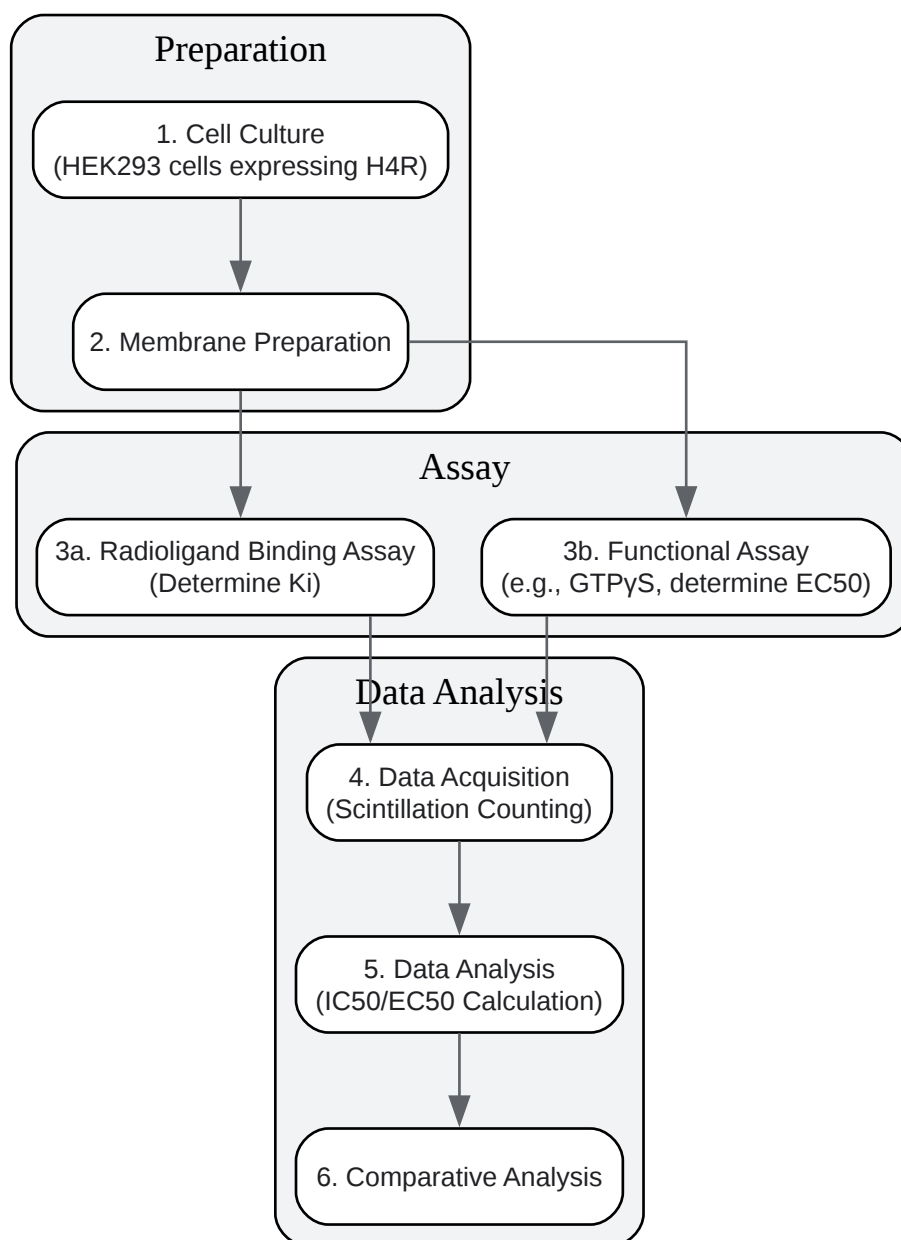 Preparation
1. Cell Culture
(HEK293 cells expressing H4R)
2. Membrane Preparation
Assay
3a. Radioligand Binding Assay
(Determine Ki)
3b. Functional Assay
(e.g., GTPγS, determine EC50)
Data Analysis
4. Data Acquisition
(Scintillation Counting)
5. Data Analysis
(IC50/EC50 Calculation)
6. Comparative Analysis